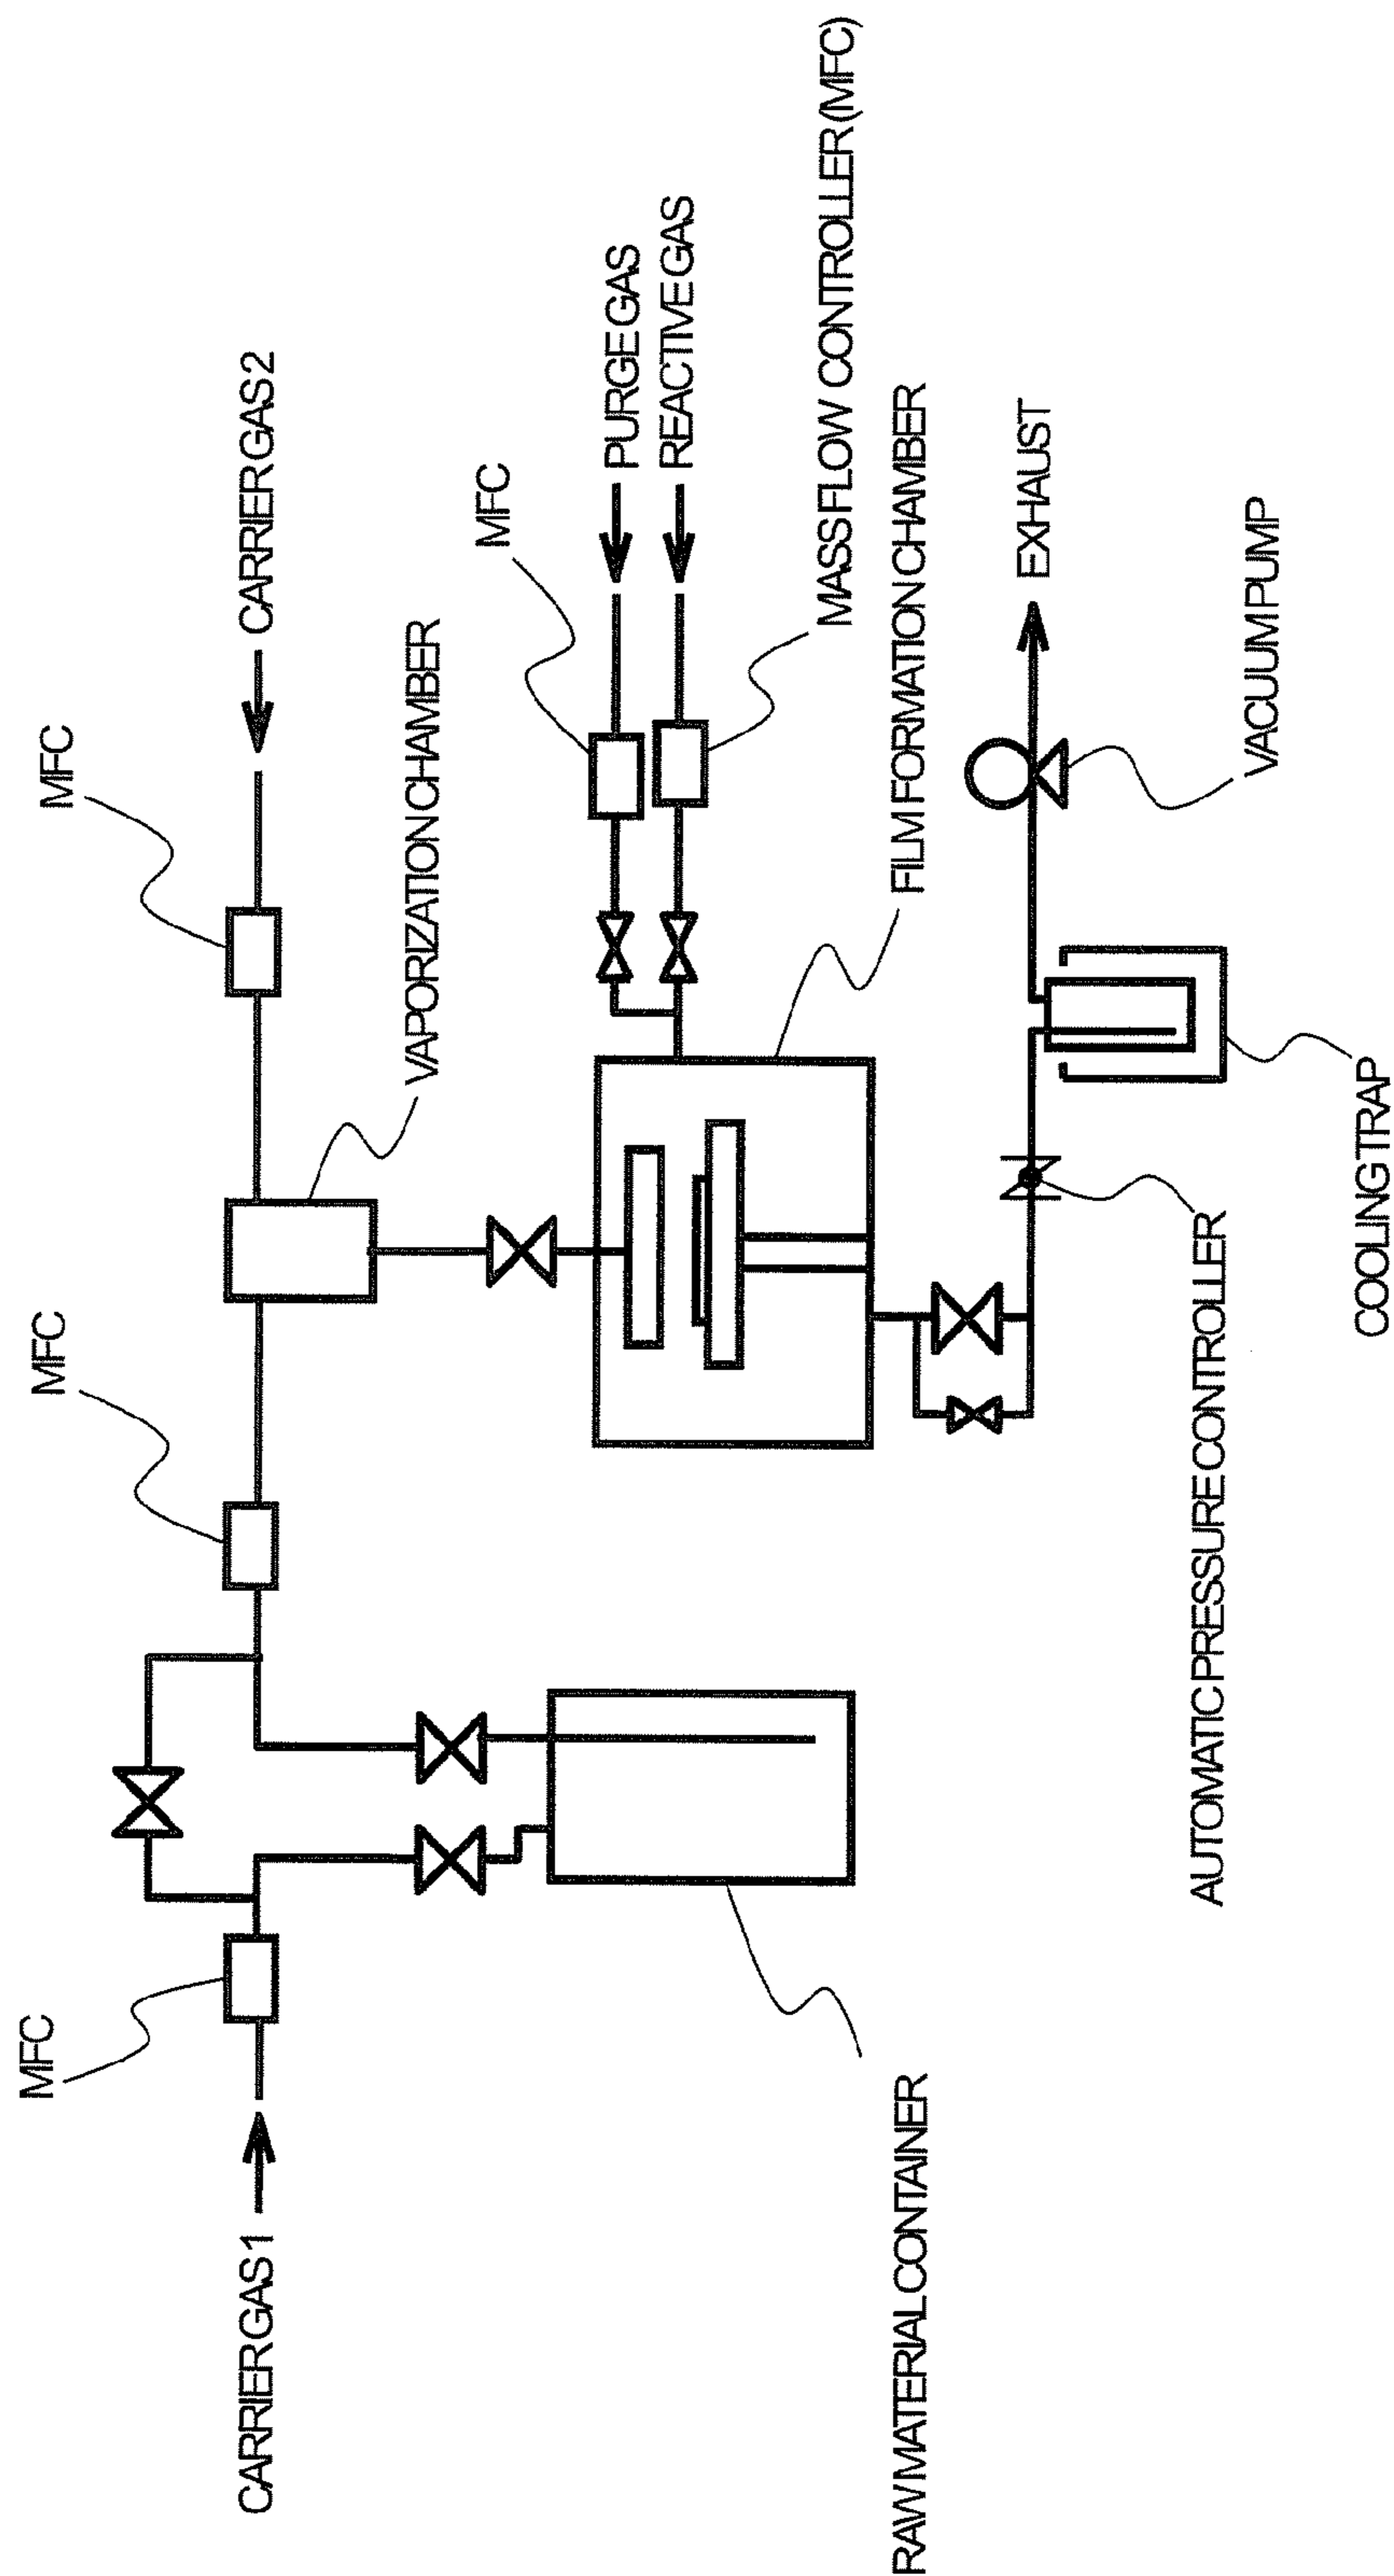 MFC
CARRIER GAS 1
MFC
MFC
CARRIER GAS 2
VAPORIZATION CHAMBER
MFC
PURGE GAS
REACTIVE GAS
MASS FLOW CONTROLLER (MFC)
FILM FORMATION CHAMBER
EXHAUST
VACUUM PUMP
RAW MATERIAL CONTAINER
AUTOMATIC PRESSURE CONTROLLER
COOLING TRAP